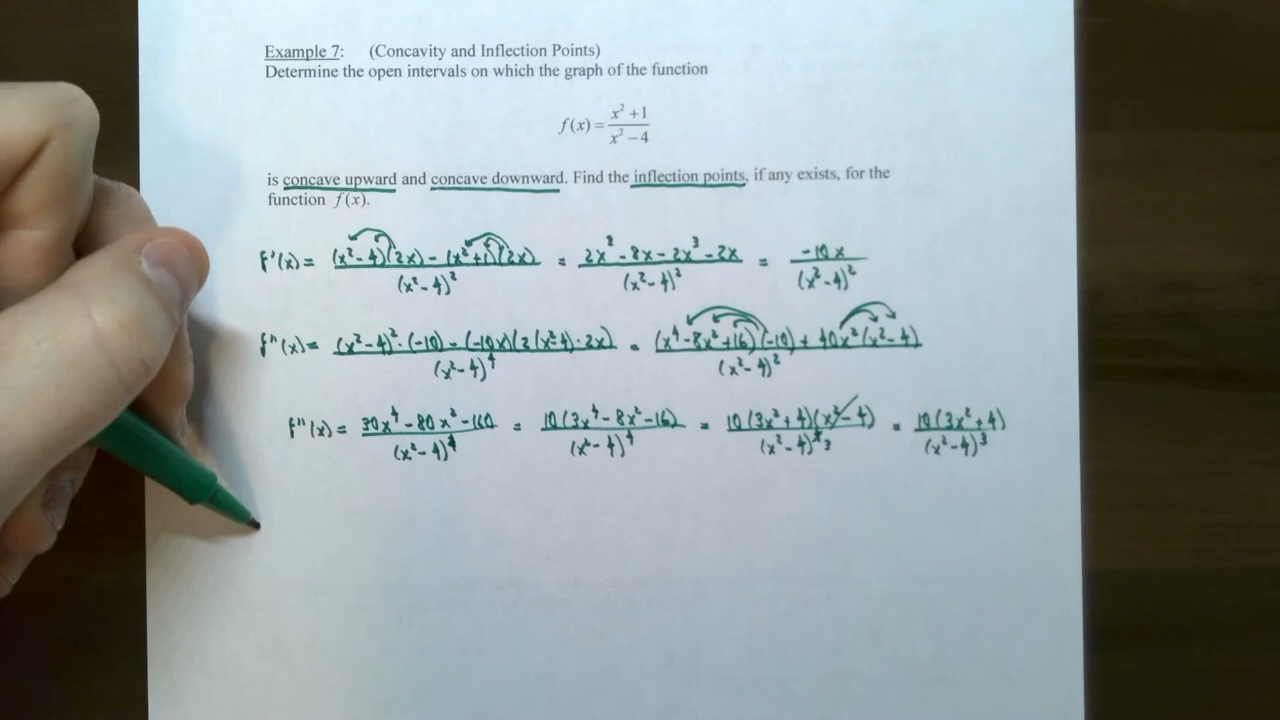 Example 7: (Concavity and Inflection Points)
Determine the open intervals on which the graph of the function
f(x) = (x² + 1)/(x² − 4)
is concave upward and concave downward. Find the inflection points, if any exists, for the
function f(x).
f'(x) = ((x² − 4)(2x) − (x² + 1)(2x))/(x² − 4)² = (2x³ − 8x − 2x³ − 2x)/(x² − 4)² = −10x/(x² − 4)²
f''(x) = ((x² − 4)² · (−10) − (−10x)(2(x² − 4) · 2x))/(x² − 4)⁴ = ((x⁴ − 8x² + 16)(−10) + 40x²(x² − 4))/(x² − 4)²
f''(x) = (30x⁴ − 80x² − 160)/(x² − 4)⁴ = 10(3x⁴ − 8x² − 16)/(x² − 4)⁴ = 10(3x² + 4)(x² − 4)/(x² − 4)⁴ ³ = 10(3x² + 4)/(x² − 4)³